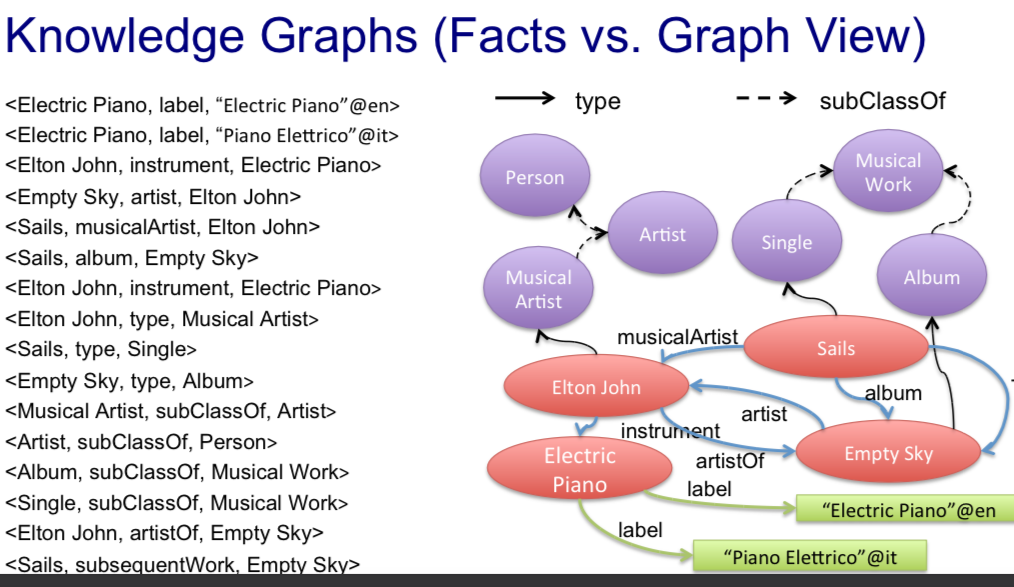 Knowledge Graphs (Facts vs. Graph View)
<Electric Piano, label, “Electric Piano”@en>
<Electric Piano, label, “Piano Elettrico”@it>
<Elton John, instrument, Electric Piano>
<Empty Sky, artist, Elton John>
<Sails, musicalArtist, Elton John>
<Sails, album, Empty Sky>
<Elton John, instrument, Electric Piano>
<Elton John, type, Musical Artist>
<Sails, type, Single>
<Empty Sky, type, Album>
<Musical Artist, subClassOf, Artist>
<Artist, subClassOf, Person>
<Album, subClassOf, Musical Work>
<Single, subClassOf, Musical Work>
<Elton John, artistOf, Empty Sky>
<Sails, subsequentWork, Empty Sky>
type
subClassOf
Person
Artist
Musical
Artist
Single
Musical
Work
Album
musicalArtist
Sails
Elton John
album
artist
instrument
artistOf
Electric
Piano
Empty Sky
label
“Electric Piano”@en
label
“Piano Elettrico”@it